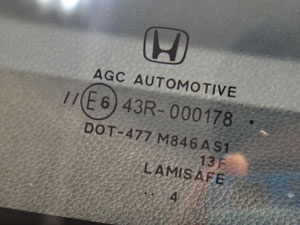 AGC AUTOMOTIVE
//E6 43R-000178 •
DOT-477 M846AS1
13F
LAMISAFE
.. 4